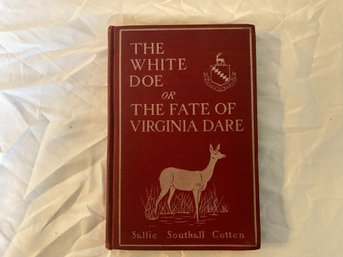 THE
WHITE
DOE
OR
THE FATE OF
VIRGINIA DARE
Sallie Southall Cotten